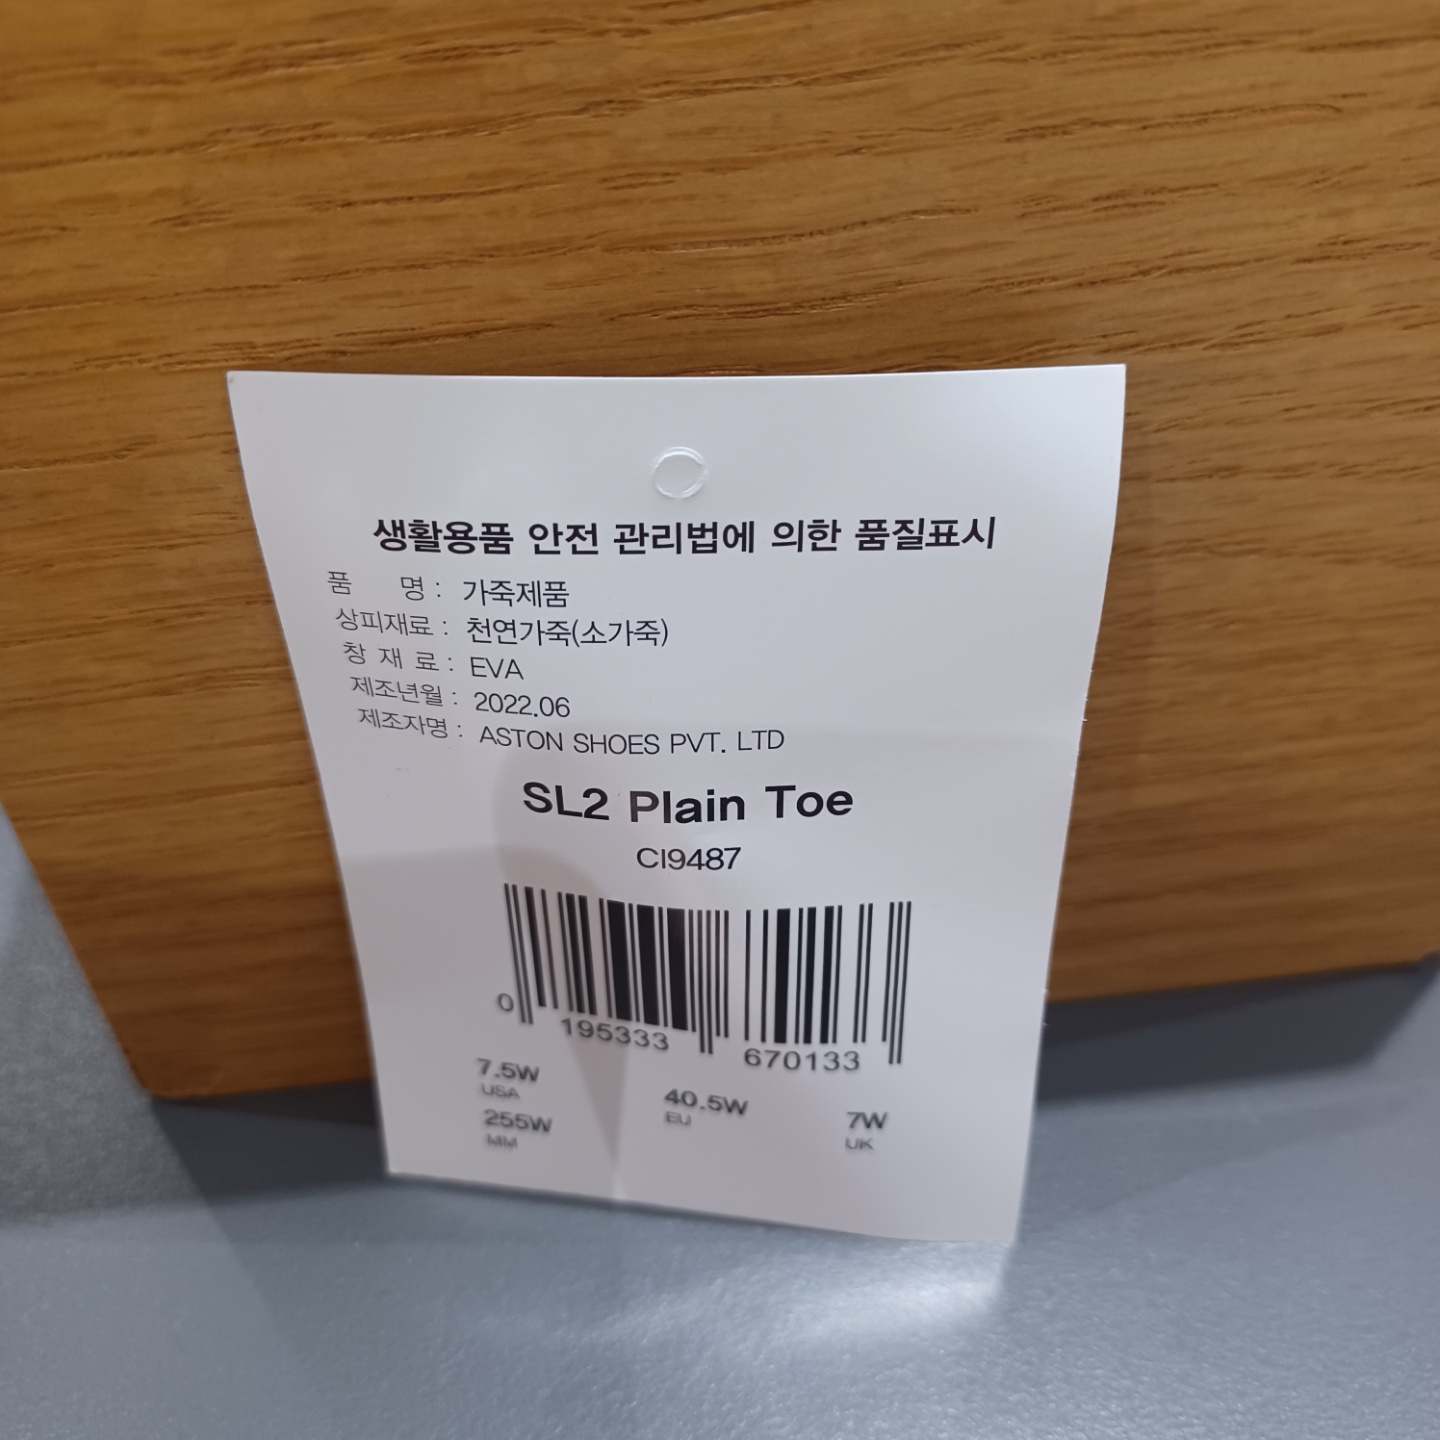 생활용품 안전 관리법에 의한 품질표시
품 명 : 가죽제품
상피재료 : 천연가죽(소가죽)
창 재 료 : EVA
제조년월 : 2022.06
제조자명 : ASTON SHOES PVT. LTD
SL2 Plain Toe
CI9487
0 195333 670133
7.5W 40.5W 7W
USA EU UK
255W
MM